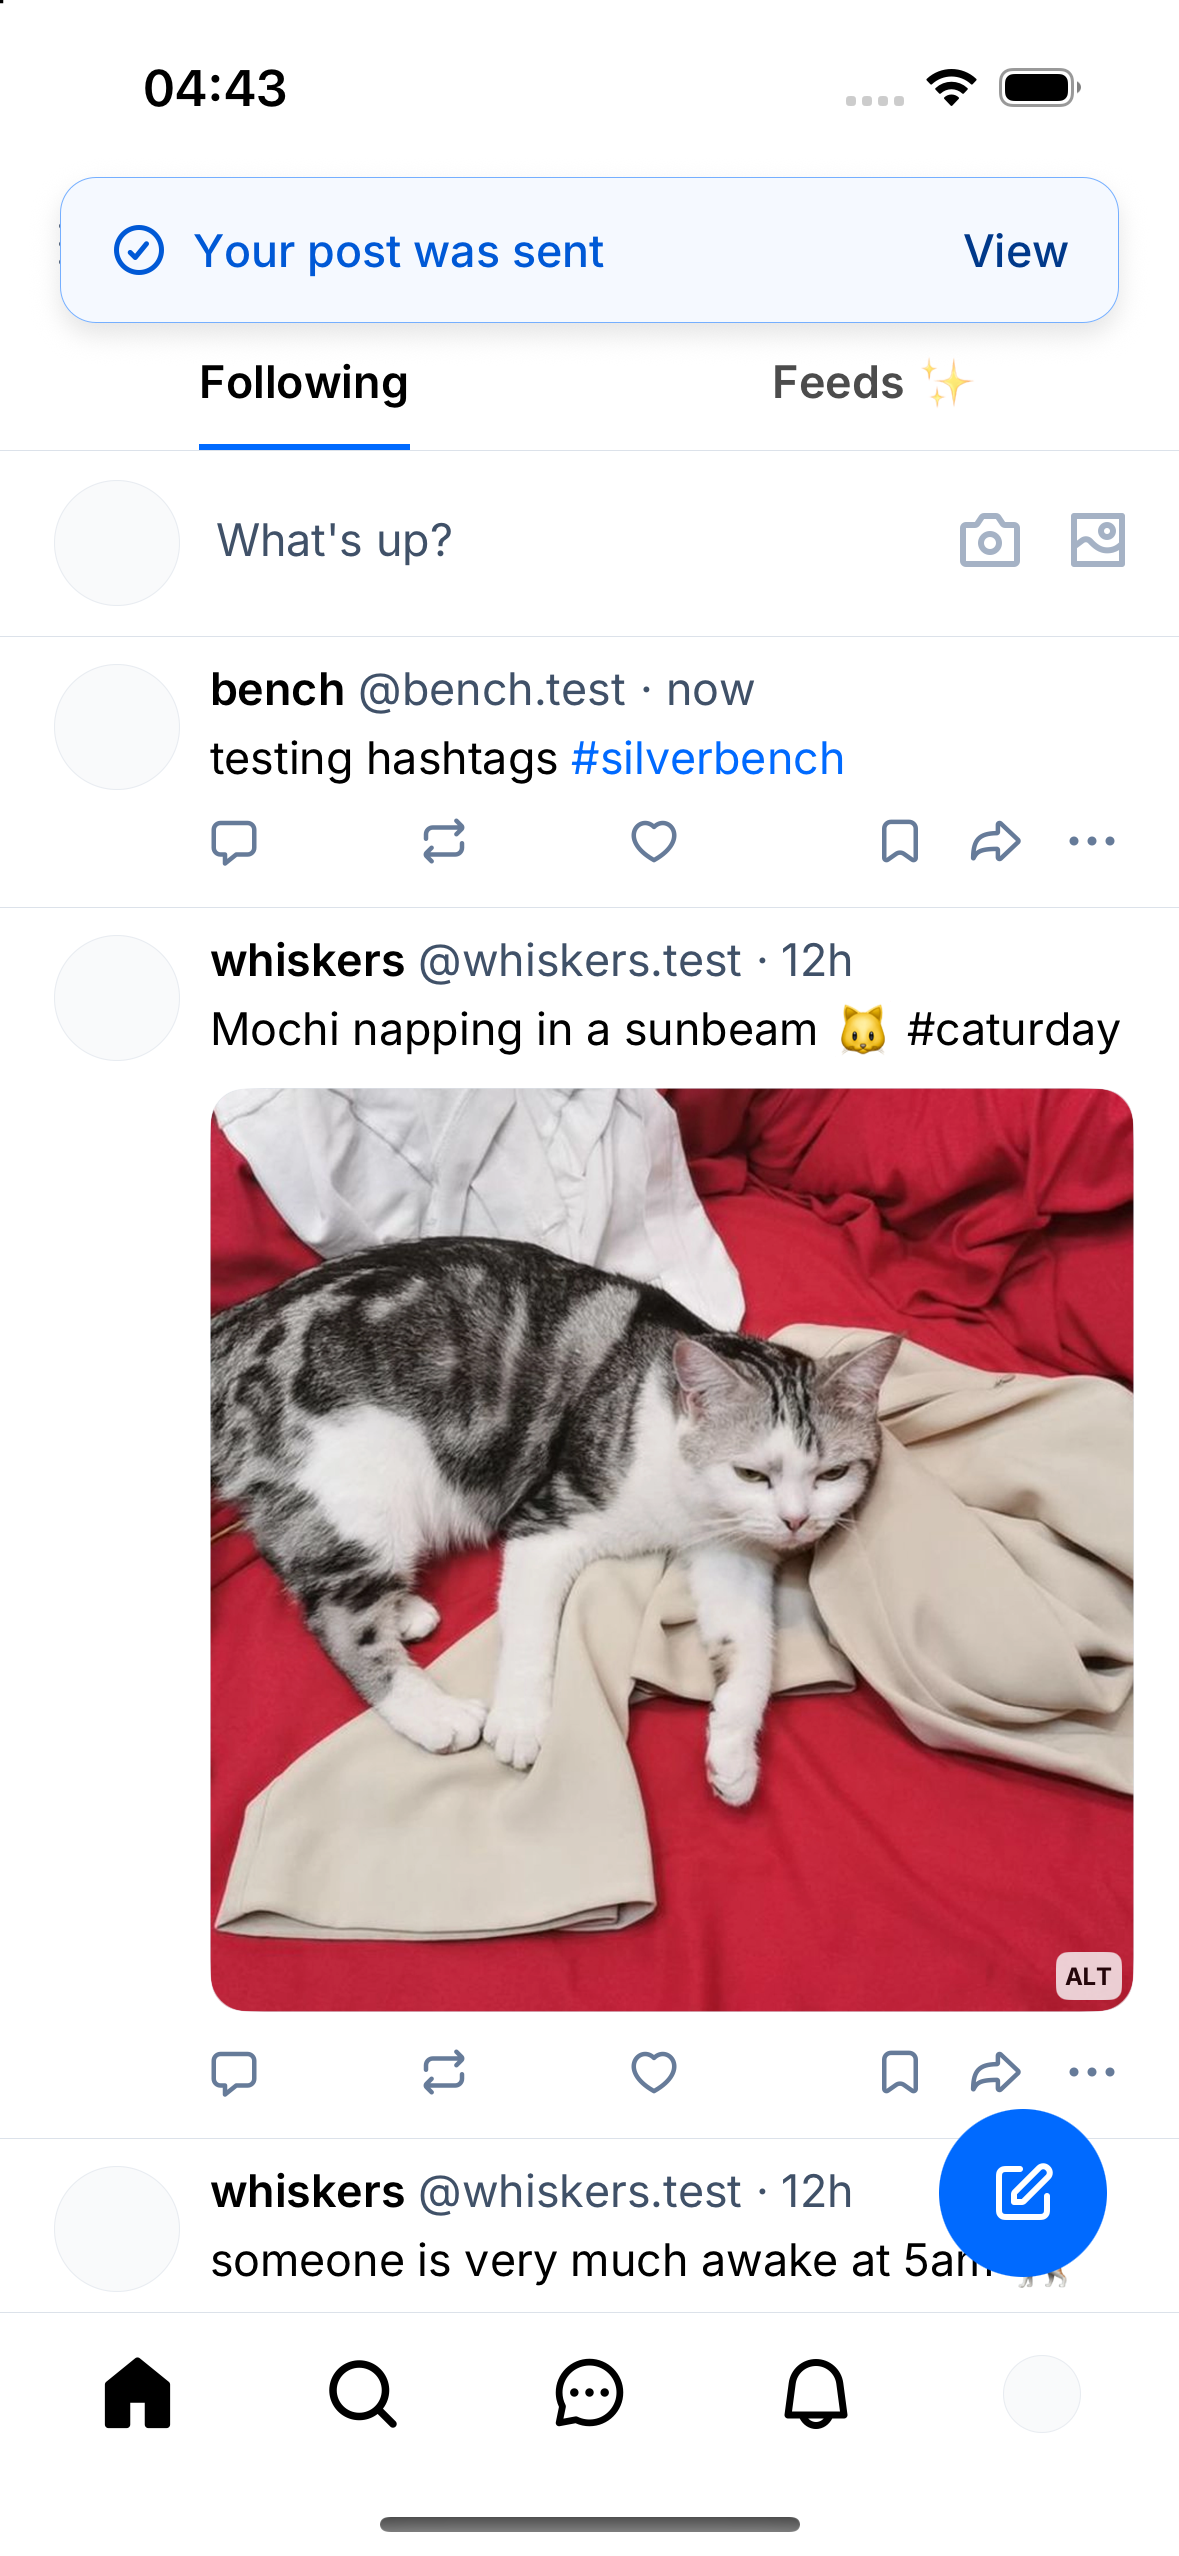 04:43
Your post was sent View
Following Feeds ✨
What's up?
bench @bench.test · now
testing hashtags #silverbench
whiskers @whiskers.test · 12h
Mochi napping in a sunbeam 🐱 #caturday
ALT
whiskers @whiskers.test · 12h
someone is very much awake at 5am